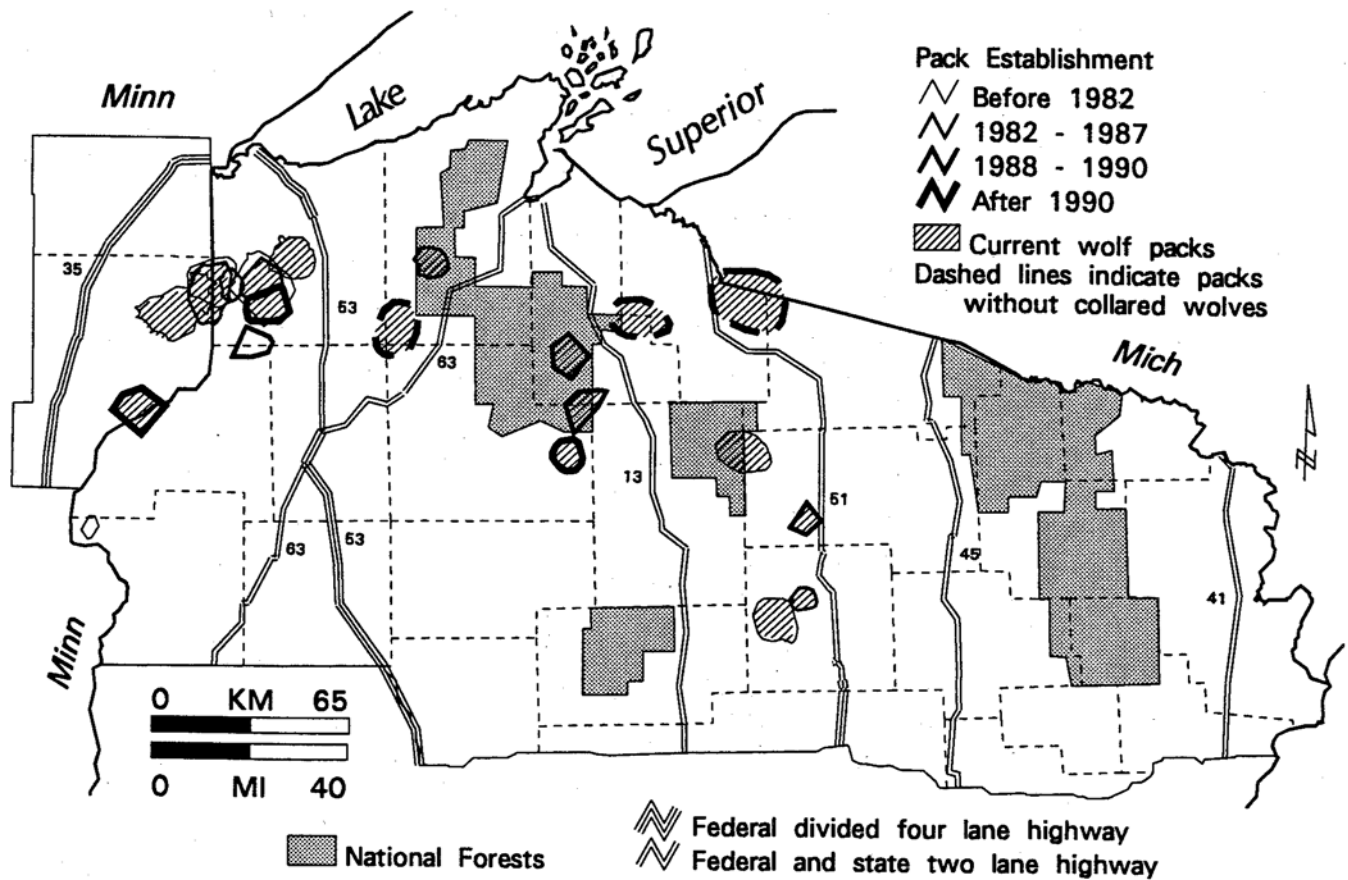 Minn
Lake
Superior
Pack Establishment
Before 1982
1982 - 1987
1988 - 1990
After 1990
Current wolf packs
Dashed lines indicate packs
without collared wolves
35
53
63
Mich
N
13
51
63
53
45
41
Minn
0 KM 65
0 MI 40
National Forests
Federal divided four lane highway
Federal and state two lane highway